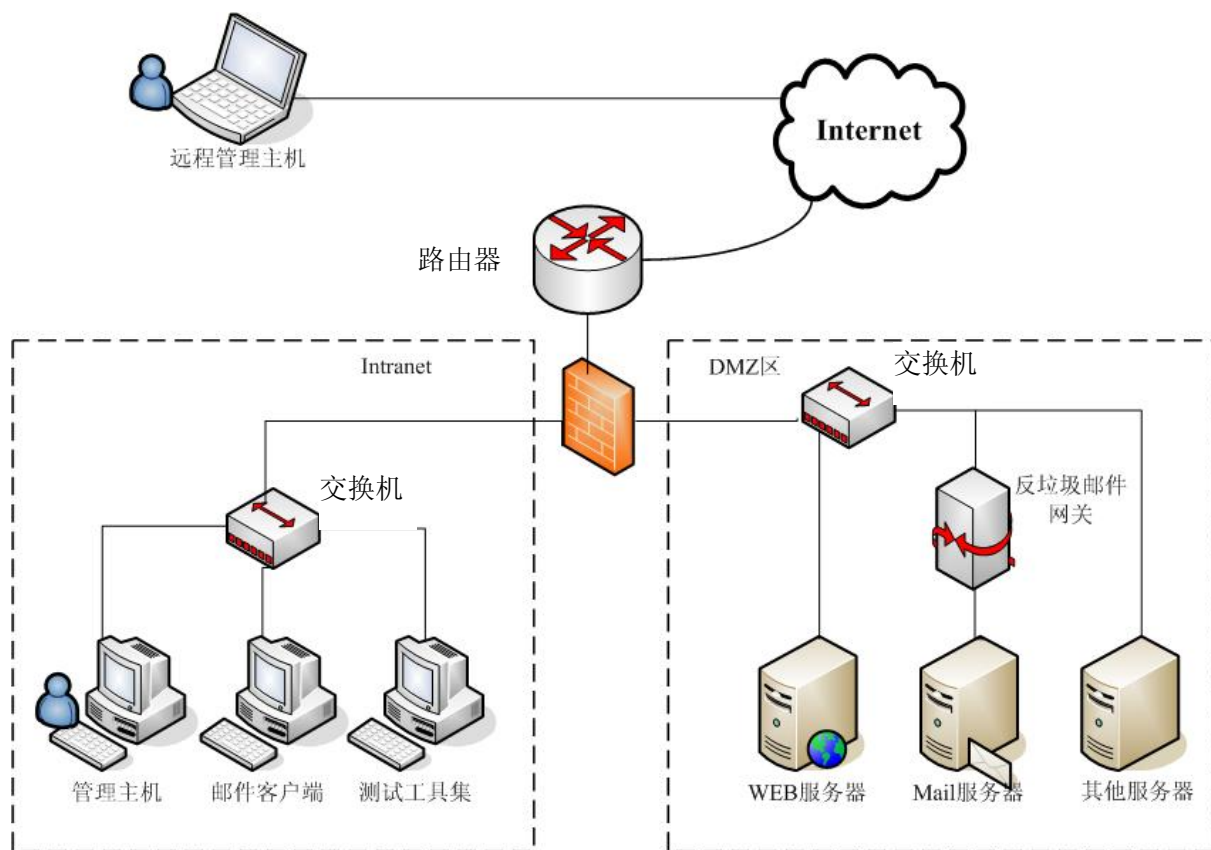 远程管理主机
Internet
路由器
Intranet
DMZ区
交换机
交换机
反垃圾邮件
网关
管理主机
邮件客户端
测试工具集
WEB服务器
Mail服务器
其他服务器